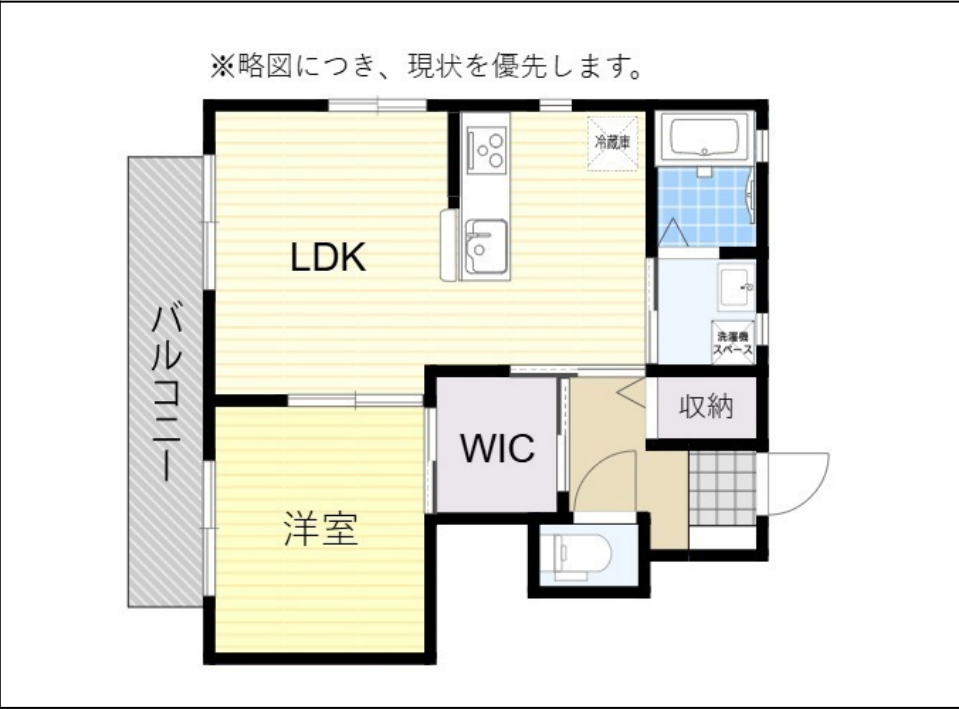 ※略図につき、現状を優先します。
冷蔵庫
LDK
バルコニー
洗濯機
スペース
収納
WIC
洋室